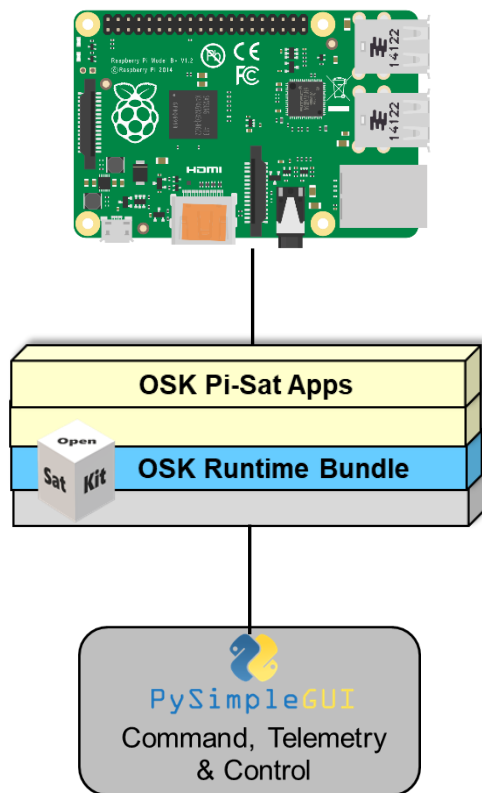 Raspberry Pi Model B+ V1.2
©Raspberry Pi 2014
CE
FC
HDMI
14122
14122
OSK Pi-Sat Apps
Open
Sat Kit
OSK Runtime Bundle
PySimpleGUI
Command, Telemetry
& Control